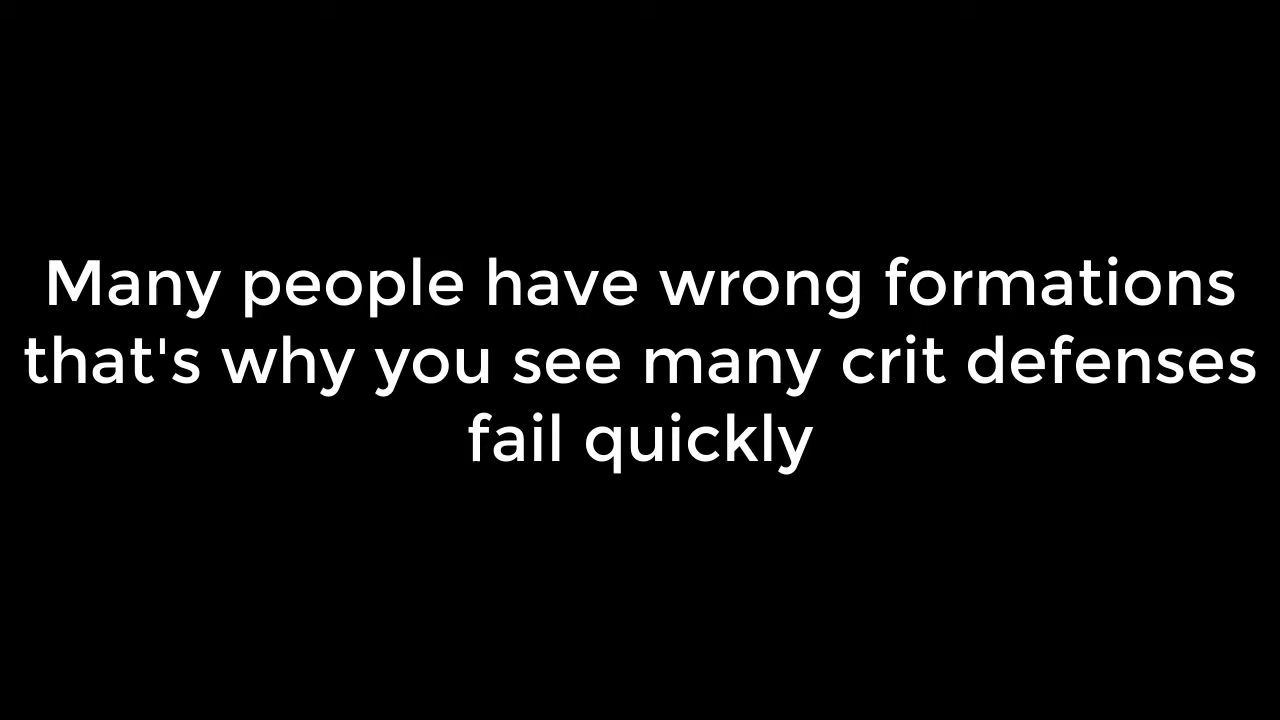 Many people have wrong formations
that's why you see many crit defenses
fail quickly